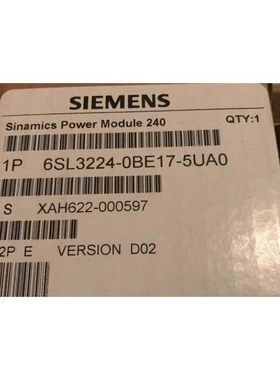 SIEMENS
Sinamics Power Module 240 QTY:1
1P 6SL3224-0BE17-5UA0
S XAH622-000597
2P E VERSION D02